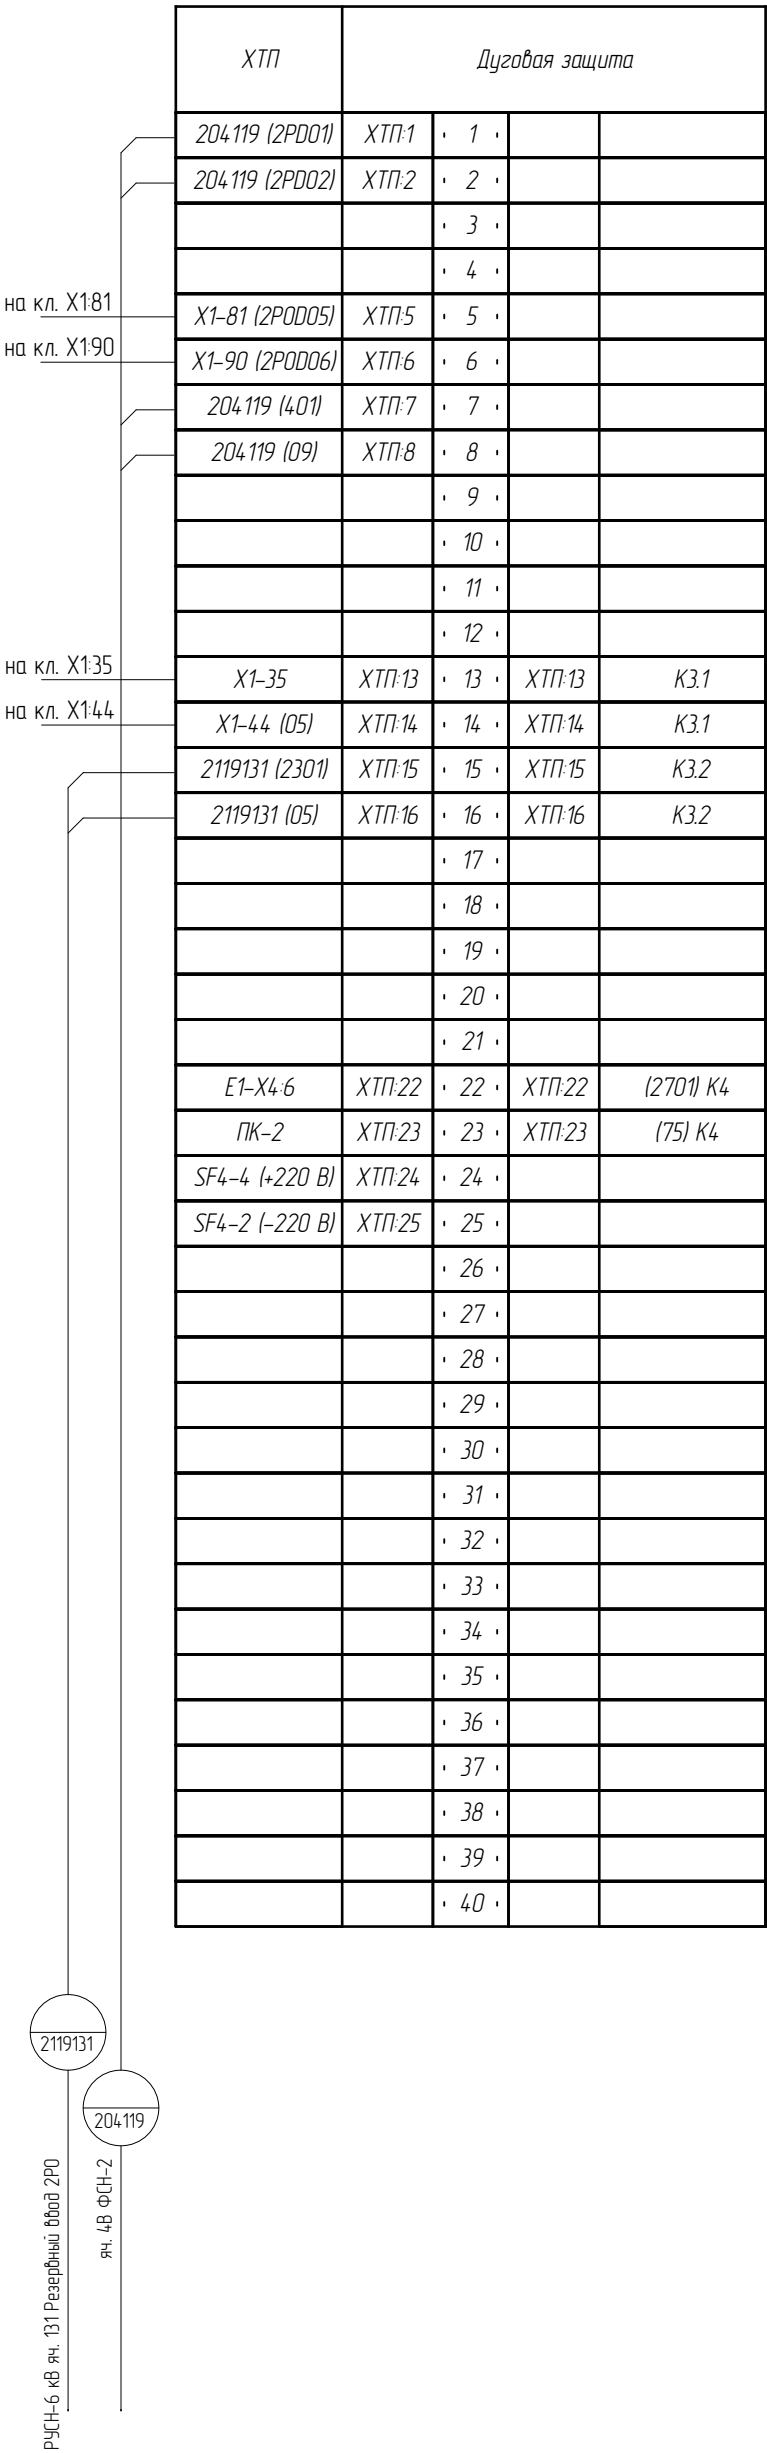 ХТП Дуговая защита
204119 (2PD01) ХТП:1 1
204119 (2PD02) ХТП:2 2
3
4
на кл. Х1:81 Х1-81 (2P0D05) ХТП:5 5
на кл. Х1:90 Х1-90 (2P0D06) ХТП:6 6
204119 (401) ХТП:7 7
204119 (09) ХТП:8 8
9
10
11
12
на кл. Х1:35 Х1-35 ХТП:13 13 ХТП:13 К3.1
на кл. Х1:44 Х1-44 (05) ХТП:14 14 ХТП:14 К3.1
2119131 (2301) ХТП:15 15 ХТП:15 К3.2
2119131 (05) ХТП:16 16 ХТП:16 К3.2
17
18
19
20
21
Е1-Х4:6 ХТП:22 22 ХТП:22 (2701) К4
ПК-2 ХТП:23 23 ХТП:23 (75) К4
SF4-4 (+220 В) ХТП:24 24
SF4-2 (-220 В) ХТП:25 25
26
27
28
29
30
31
32
33
34
35
36
37
38
39
40
2119131
204119
РУСН-6 кВ яч. 131 Резервный ввод 2РО
яч. 4В ФСН-2